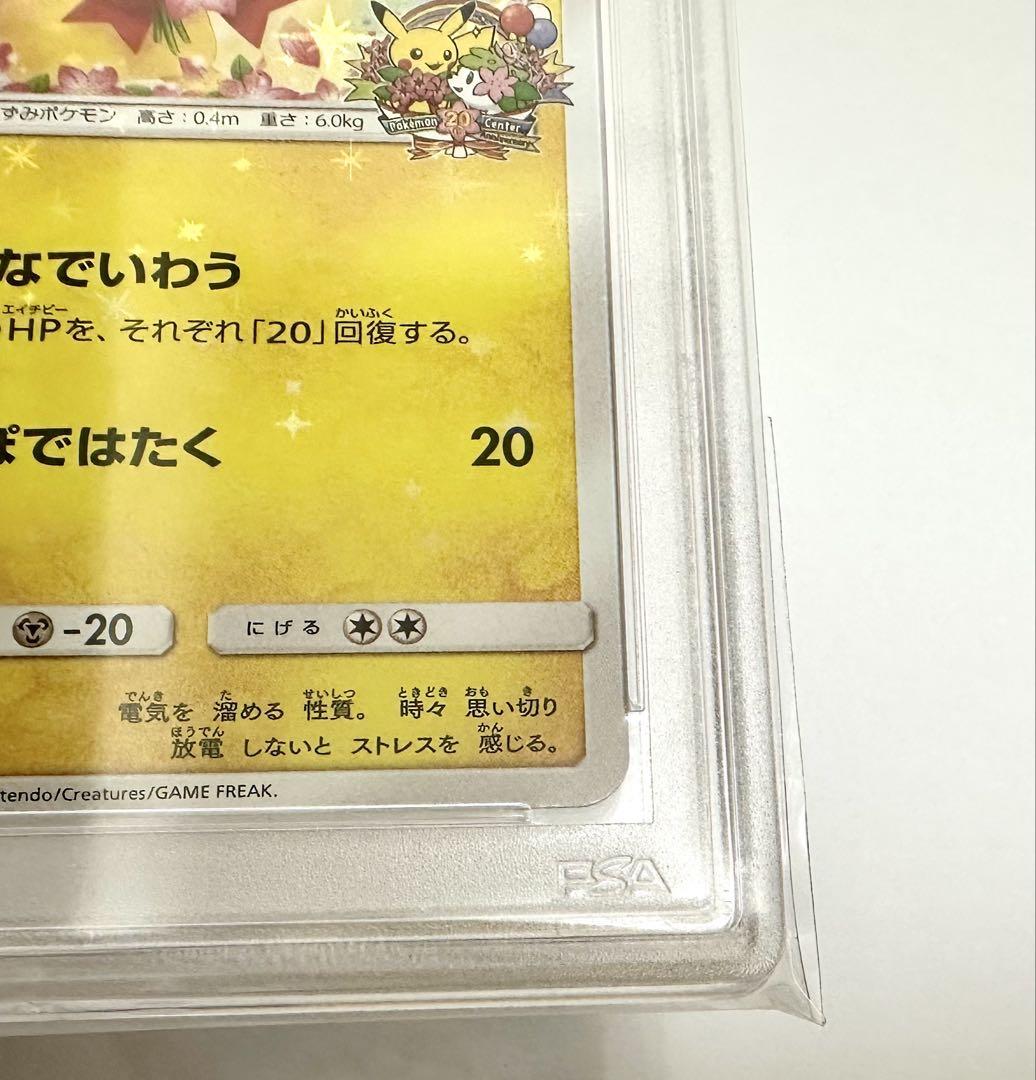 ずみポケモン 高さ:0.4m 重さ:6.0kg
Pokémon 20 Center
Anniversary
なでいわう
エイチピー かいふく
HPを、それぞれ「20」回復する。
ぽではたく 20
-20 にげる
でんき た せいしつ ときどき おも き
電気を 溜める 性質。 時々 思い切り
ほうでん かん
放電 しないと ストレスを 感じる。
tendo/Creatures/GAME FREAK.
PSA